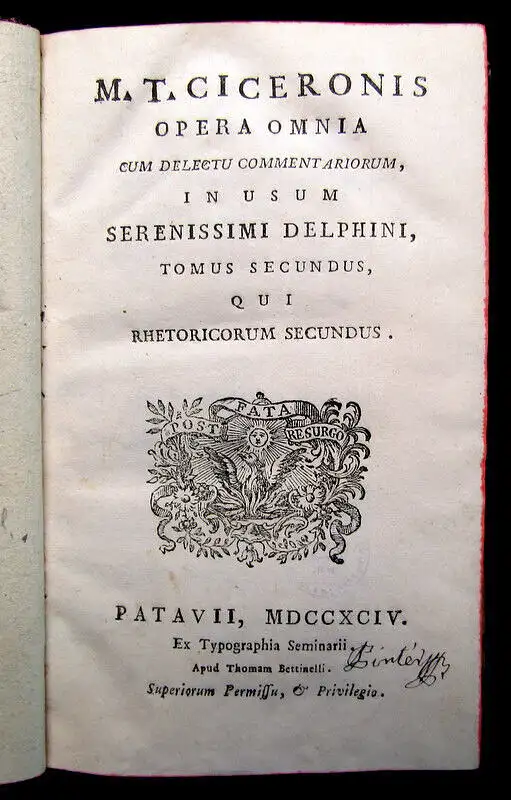 M. T. CICERONIS
OPERA OMNIA
CUM DELECTU COMMENTARIORUM,
IN USUM
SERENISSIMI DELPHINI,
TOMUS SECUNDUS,
QUI
RHETORICORUM SECUNDUS.
POST FATA RESURGO
PATAVII, MDCCXCIV.
Ex Typographia Seminarii.
Apud Thomam Bettinelli.
Superiorum Permiſſu, & Privilegio.